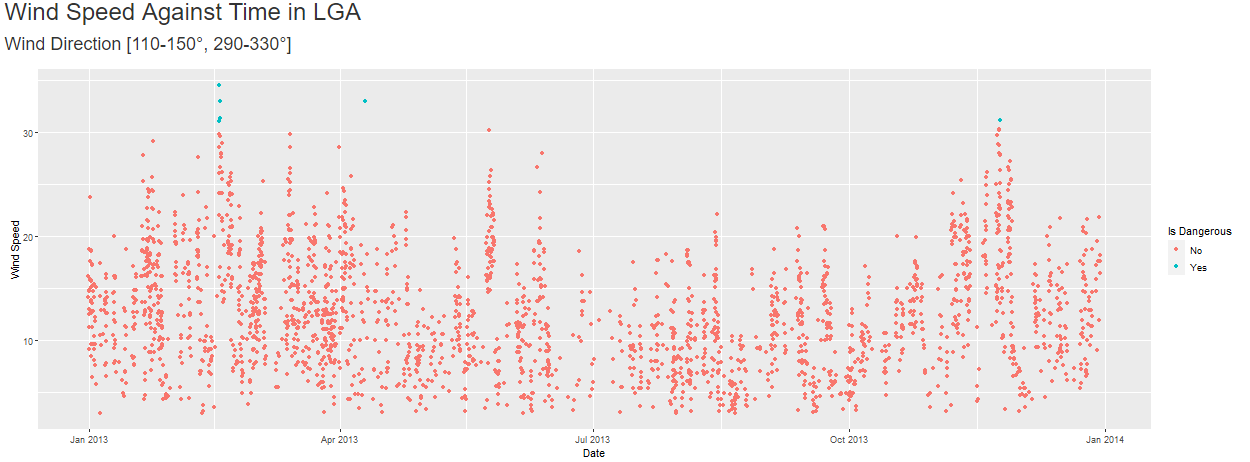 Wind Speed Against Time in LGA
Wind Direction [110-150°, 290-330°]
30
20
10
Wind Speed
Jan 2013
Apr 2013
Jul 2013
Oct 2013
Jan 2014
Date
Is Dangerous
No
Yes